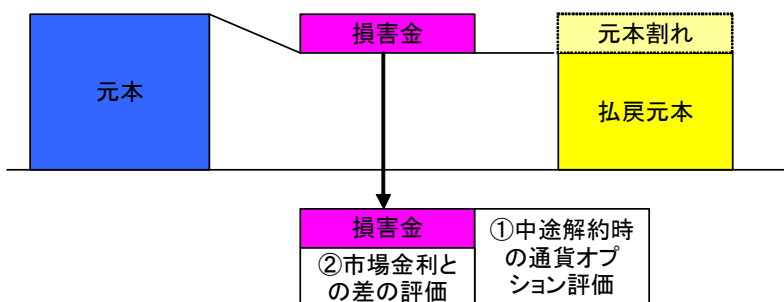 損害金
元本割れ
元本
払戻元本
損害金
①中途解約時
の通貨オプ
ション評価
②市場金利と
の差の評価